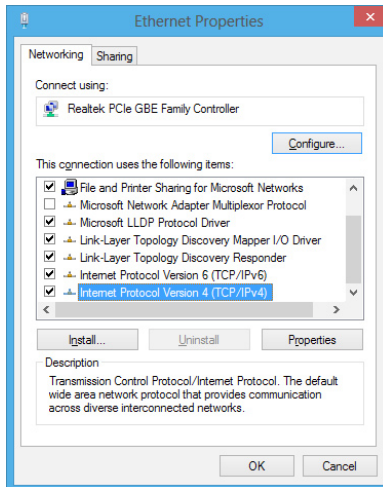 Ethernet Properties
Networking
Sharing
Connect using:
Realtek PCIe GBE Family Controller
Configure...
This connection uses the following items:
File and Printer Sharing for Microsoft Networks
Microsoft Network Adapter Multiplexor Protocol
Microsoft LLDP Protocol Driver
Link-Layer Topology Discovery Mapper I/O Driver
Link-Layer Topology Discovery Responder
Internet Protocol Version 6 (TCP/IPv6)
Internet Protocol Version 4 (TCP/IPv4)
Install...
Uninstall
Properties
Description
Transmission Control Protocol/Internet Protocol. The default
wide area network protocol that provides communication
across diverse interconnected networks.
OK
Cancel